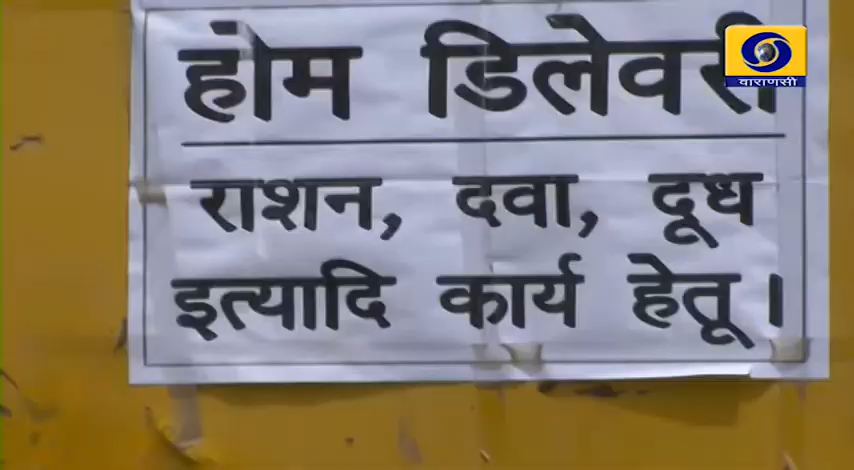 होम डिलेवरी
वाराणसी
राशन, दवा, दूध
इत्यादि कार्य हेतू।